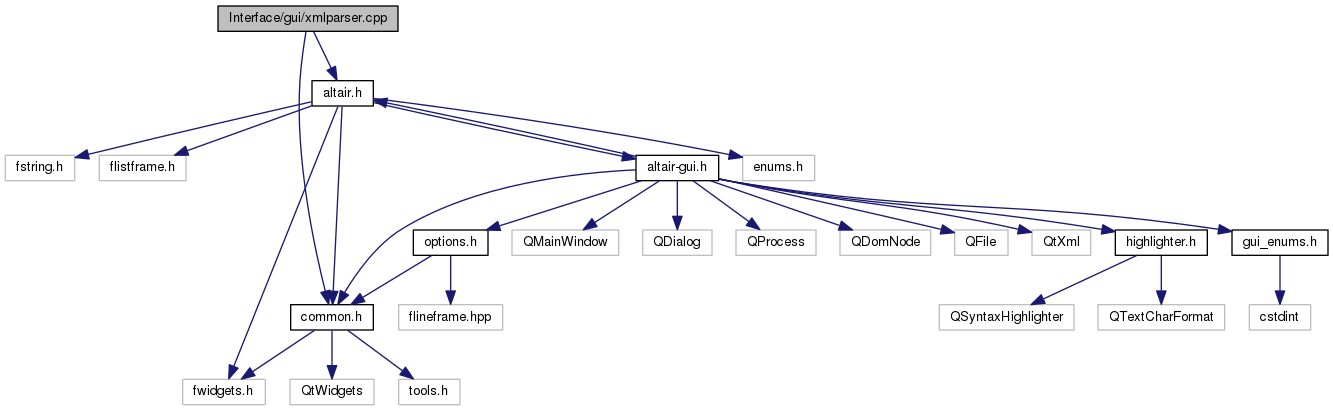 Interface/gui/xmlparser.cpp
altair.h
fstring.h
flistframe.h
altair-gui.h
enums.h
options.h
QMainWindow
QDialog
QProcess
QDomNode
QFile
QtXml
highlighter.h
gui_enums.h
common.h
flineframe.hpp
QSyntaxHighlighter
QTextCharFormat
cstdint
fwidgets.h
QtWidgets
tools.h